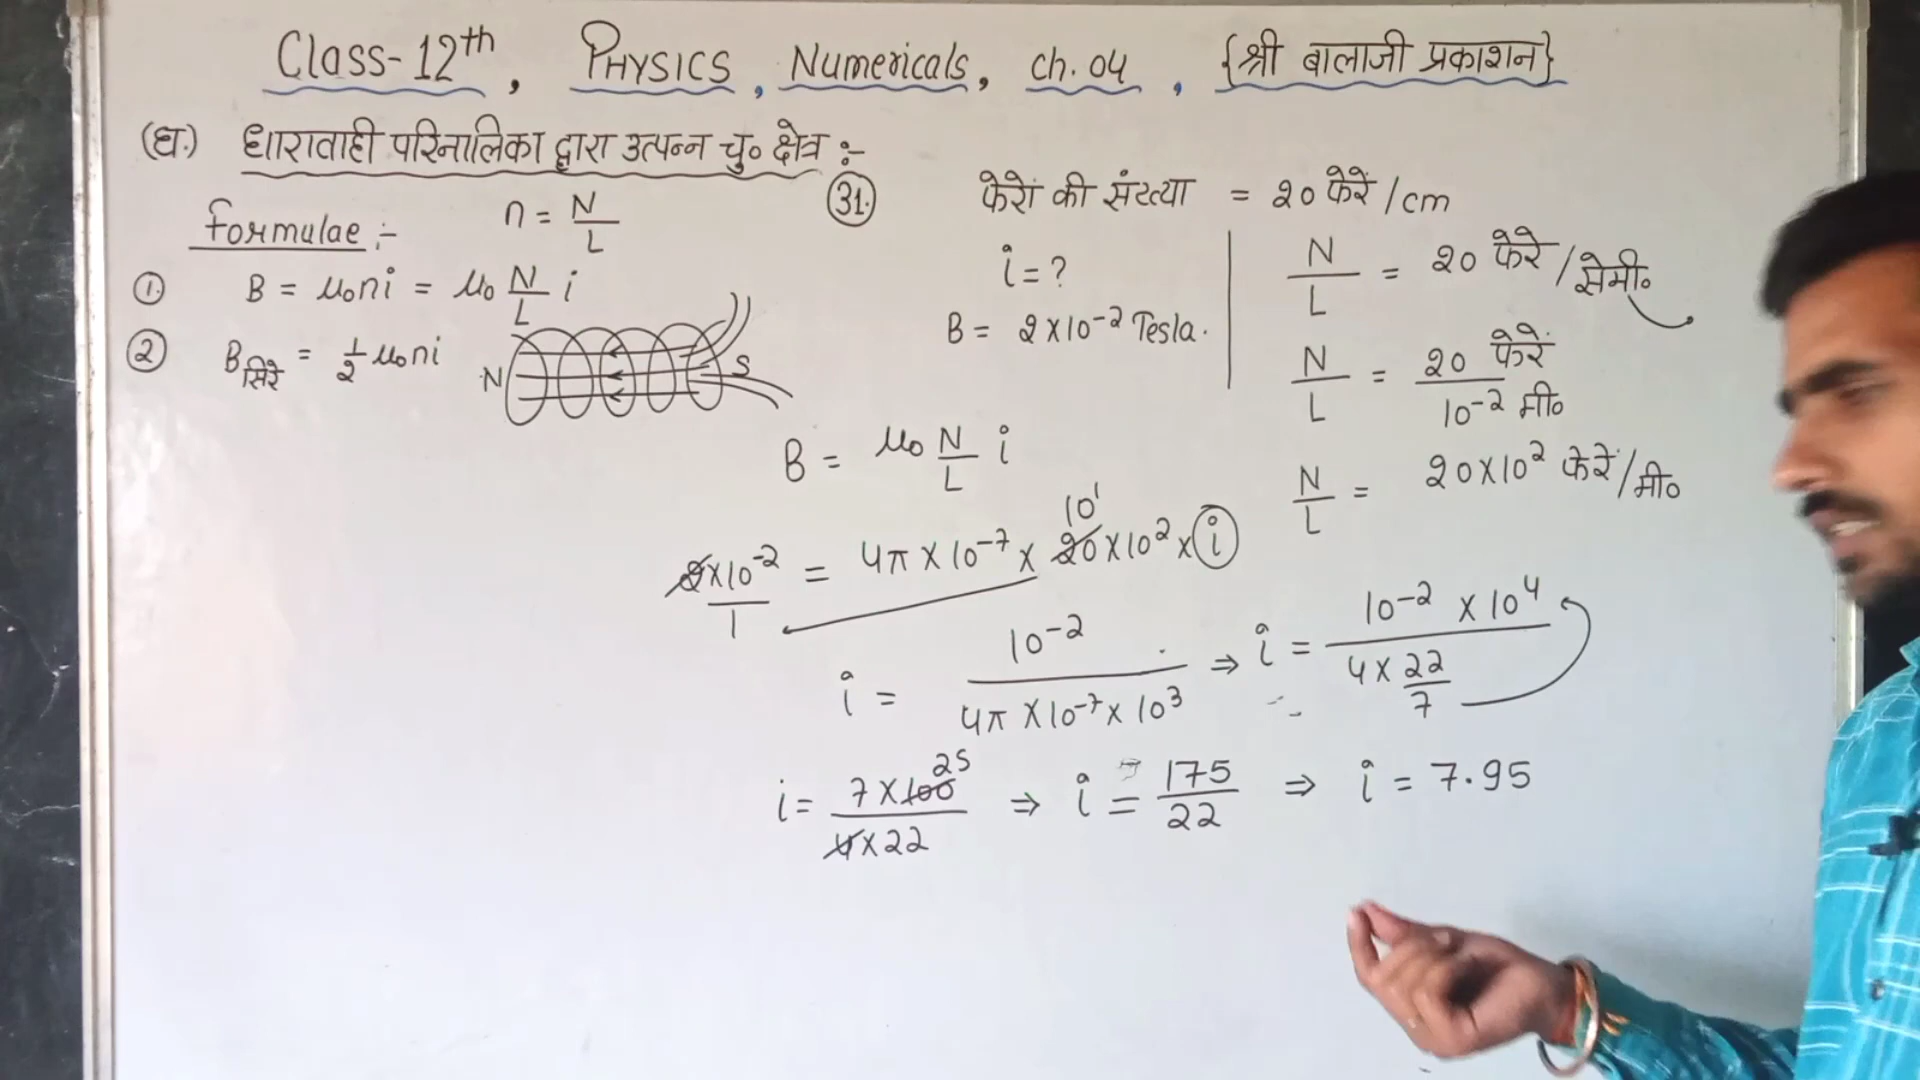 Class-12th, PHYSICS, Numericals, ch. 04, {श्री बालाजी प्रकाशन}
(घ.) धारावाही परिनालिका द्वारा उत्पन्न चु० क्षेत्र :-
Formulae :-
n = N/L
① B = μ₀ni = μ₀ N/L i
② Bसिरे = 1/2 μ₀ni
N S
(31.) फेरों की संख्या = 20 फेरें/cm
i = ?
B = 2×10⁻² Tesla.
N/L = 20 फेरे/सेमी०
N/L = 20 फेरें/10⁻² मी०
N/L = 20×10² फेरें/मी०
B = μ₀ N/L i
2×10⁻²/1 = 4π×10⁻⁷×20×10²×i
10¹
i = 10⁻²/4π×10⁻⁷×10³ ⇒ i = 10⁻²×10⁴/4×22/7
i = 7×100/4×22 ⇒ i = 175/22 ⇒ i = 7.95
25